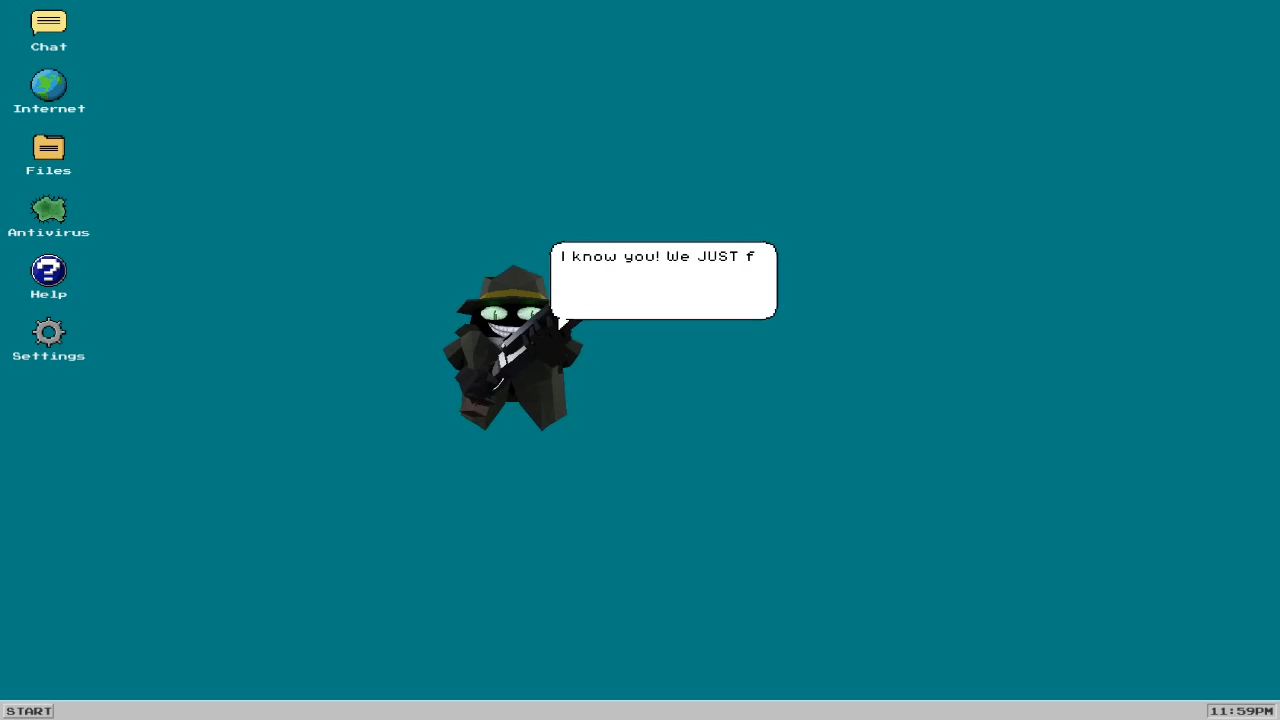 Chat
Internet
Files
Antivirus
Help
Settings
I know you! We JUST f
START
11:59PM